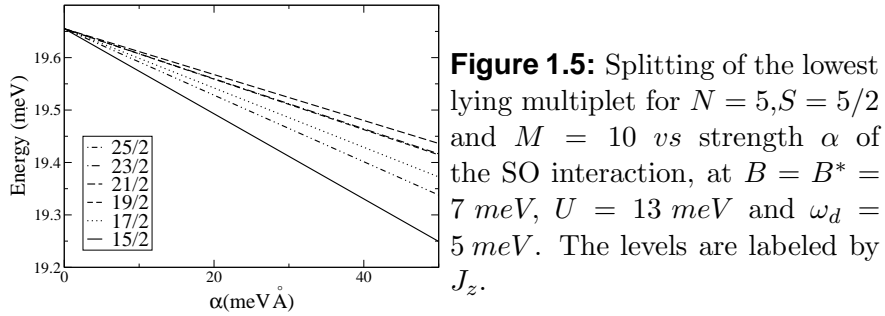 19.6
19.5
19.4
19.3
19.2
Energy (meV)
25/2
23/2
21/2
19/2
17/2
15/2
0
20
40
α(meVÅ)
Figure 1.5: Splitting of the lowest
lying multiplet for N = 5,S = 5/2
and M = 10 vs strength α of
the SO interaction, at B = B* =
7 meV, U = 13 meV and ω_d =
5 meV. The levels are labeled by
J_z.